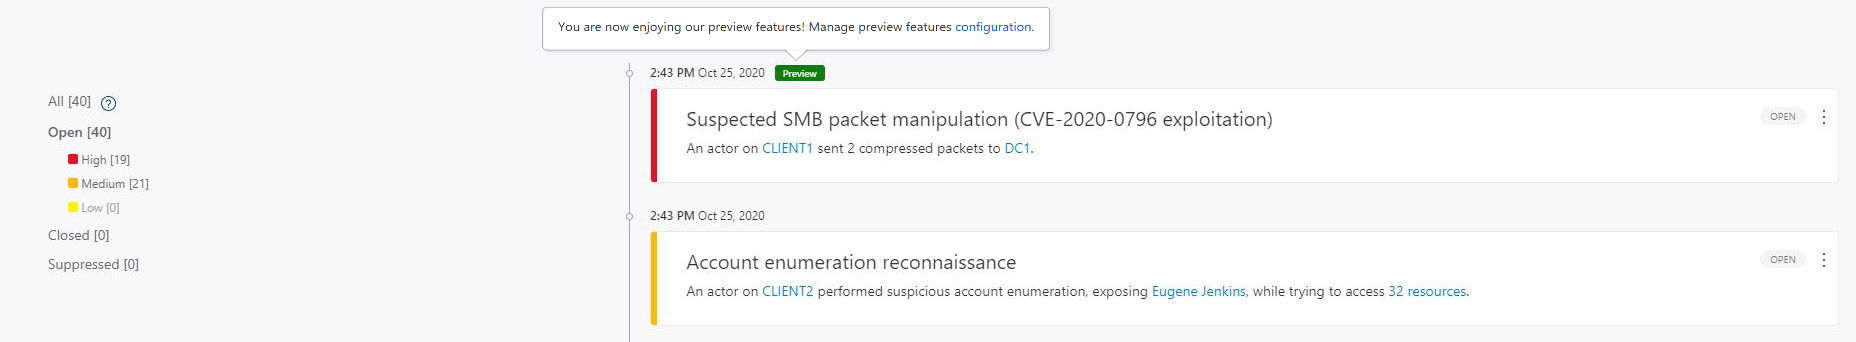 You are now enjoying our preview features! Manage preview features configuration.
2:43 PM Oct 25, 2020 Preview
All [40] ?
Open [40]
High [19]
Medium [21]
Low [0]
Closed [0]
Suppressed [0]
Suspected SMB packet manipulation (CVE-2020-0796 exploitation)
OPEN
An actor on CLIENT1 sent 2 compressed packets to DC1.
2:43 PM Oct 25, 2020
Account enumeration reconnaissance
OPEN
An actor on CLIENT2 performed suspicious account enumeration, exposing Eugene Jenkins, while trying to access 32 resources.